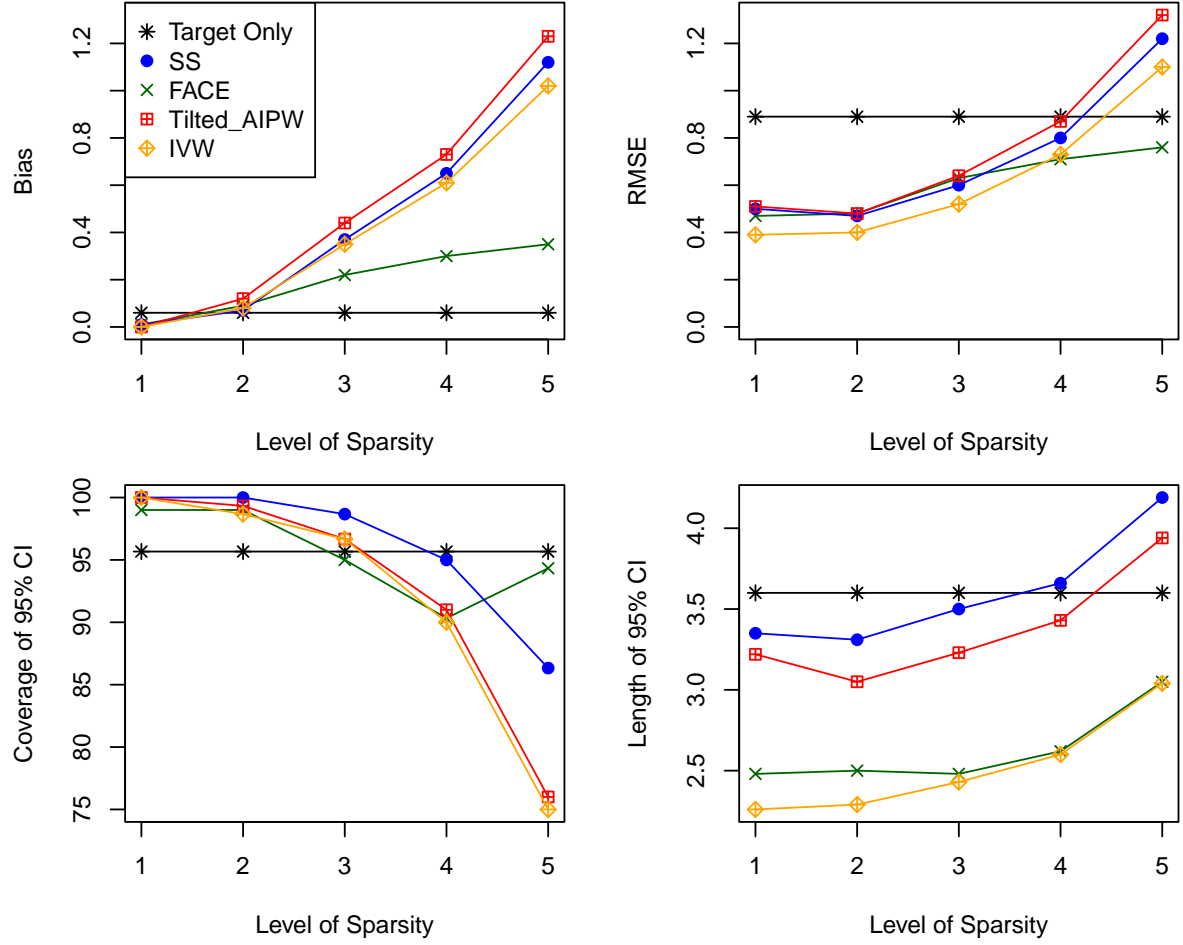 Target Only
SS
FACE
Tilted_AIPW
IVW
Bias
0.0
0.4
0.8
1.2
1 2 3 4 5
Level of Sparsity
RMSE
0.0
0.4
0.8
1.2
1 2 3 4 5
Level of Sparsity
Coverage of 95% CI
75
80
85
90
95
100
1 2 3 4 5
Level of Sparsity
Length of 95% CI
2.5
3.0
3.5
4.0
1 2 3 4 5
Level of Sparsity